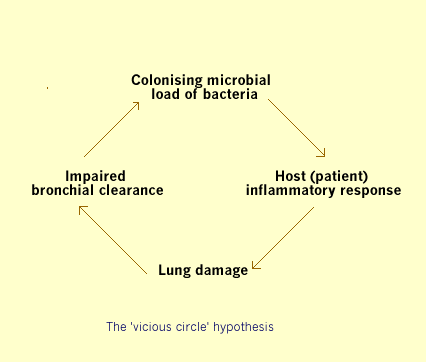 Colonising microbial
load of bacteria
Impaired
bronchial clearance
Host (patient)
inflammatory response
Lung damage
The 'vicious circle' hypothesis